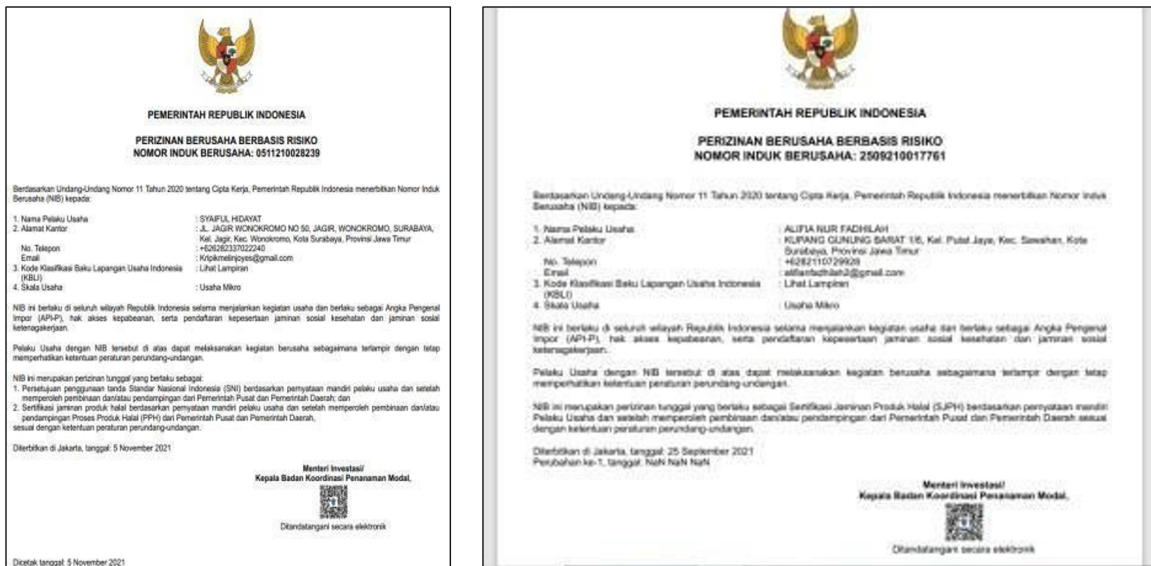 PEMERINTAH REPUBLIK INDONESIA
PERIZINAN BERUSAHA BERBASIS RISIKO
NOMOR INDUK BERUSAHA: 0511210028239
Berdasarkan Undang-Undang Nomor 11 Tahun 2020 tentang Cipta Kerja, Pemerintah Republik Indonesia menerbitkan Nomor Induk
Berusaha (NIB) kepada:
1. Nama Pelaku Usaha : SYAIFUL HIDAYAT
2. Alamat Kantor : JL. JAGIR WONOKROMO NO 50, JAGIR, WONOKROMO, SURABAYA,
Kel. Jagir, Kec. Wonokromo, Kota Surabaya, Provinsi Jawa Timur
No. Telepon : +626282337022240
Email : Kripikmelinjoyes@gmail.com
3. Kode Klasifikasi Baku Lapangan Usaha Indonesia : Lihat Lampiran
(KBLI)
4. Skala Usaha : Usaha Mikro
NIB ini berlaku di seluruh wilayah Republik Indonesia selama menjalankan kegiatan usaha dan berlaku sebagai Angka Pengenal
Impor (API-P), hak akses kepabeanan, serta pendaftaran kepesertaan jaminan sosial kesehatan dan jaminan sosial
ketenagakerjaan.
Pelaku Usaha dengan NIB tersebut di atas dapat melaksanakan kegiatan berusaha sebagaimana terlampir dengan tetap
memperhatikan ketentuan peraturan perundang-undangan.
NIB ini merupakan perizinan tunggal yang berlaku sebagai:
1. Persetujuan penggunaan tanda Standar Nasional Indonesia (SNI) berdasarkan pernyataan mandiri pelaku usaha dan setelah
memperoleh pembinaan dan/atau pendampingan dari Pemerintah Pusat dan Pemerintah Daerah; dan
2. Sertifikasi jaminan produk halal berdasarkan pernyataan mandiri pelaku usaha dan setelah memperoleh pembinaan dan/atau
pendampingan Proses Produk Halal (PPH) dari Pemerintah Pusat dan Pemerintah Daerah,
sesuai dengan ketentuan peraturan perundang-undangan.
Diterbitkan di Jakarta, tanggal: 5 November 2021
Menteri Investasi/
Kepala Badan Koordinasi Penanaman Modal,
Ditandatangani secara elektronik
Dicetak tanggal: 5 November 2021
PEMERINTAH REPUBLIK INDONESIA
PERIZINAN BERUSAHA BERBASIS RISIKO
NOMOR INDUK BERUSAHA: 2509210017761
Berdasarkan Undang-Undang Nomor 11 Tahun 2020 tentang Cipta Kerja, Pemerintah Republik Indonesia menerbitkan Nomor Induk
Berusaha (NIB) kepada:
1. Nama Pelaku Usaha : ALIFIA NUR FADHILAH
2. Alamat Kantor : KUPANG GUNUNG BARAT 1/6, Kel. Putat Jaya, Kec. Sawahan, Kota
Surabaya, Provinsi Jawa Timur
No. Telepon : +6282110729928
Email : alifianfadhilah2@gmail.com
3. Kode Klasifikasi Baku Lapangan Usaha Indonesia : Lihat Lampiran
(KBLI)
4. Skala Usaha : Usaha Mikro
NIB ini berlaku di seluruh wilayah Republik Indonesia selama menjalankan kegiatan usaha dan berlaku sebagai Angka Pengenal
Impor (API-P), hak akses kepabeanan, serta pendaftaran kepesertaan jaminan sosial kesehatan dan jaminan sosial
ketenagakerjaan.
Pelaku Usaha dengan NIB tersebut di atas dapat melaksanakan kegiatan berusaha sebagaimana terlampir dengan tetap
memperhatikan ketentuan peraturan perundang-undangan.
NIB ini merupakan perizinan tunggal yang berlaku sebagai Sertifikasi Jaminan Produk Halal (SJPH) berdasarkan pernyataan mandiri
Pelaku Usaha dan setelah memperoleh pembinaan dan/atau pendampingan dari Pemerintah Pusat dan Pemerintah Daerah sesuai
dengan ketentuan peraturan perundang-undangan.
Diterbitkan di Jakarta, tanggal: 25 September 2021
Perubahan ke-1, tanggal: NaN NaN NaN
Menteri Investasi/
Kepala Badan Koordinasi Penanaman Modal,
Ditandatangani secara elektronik